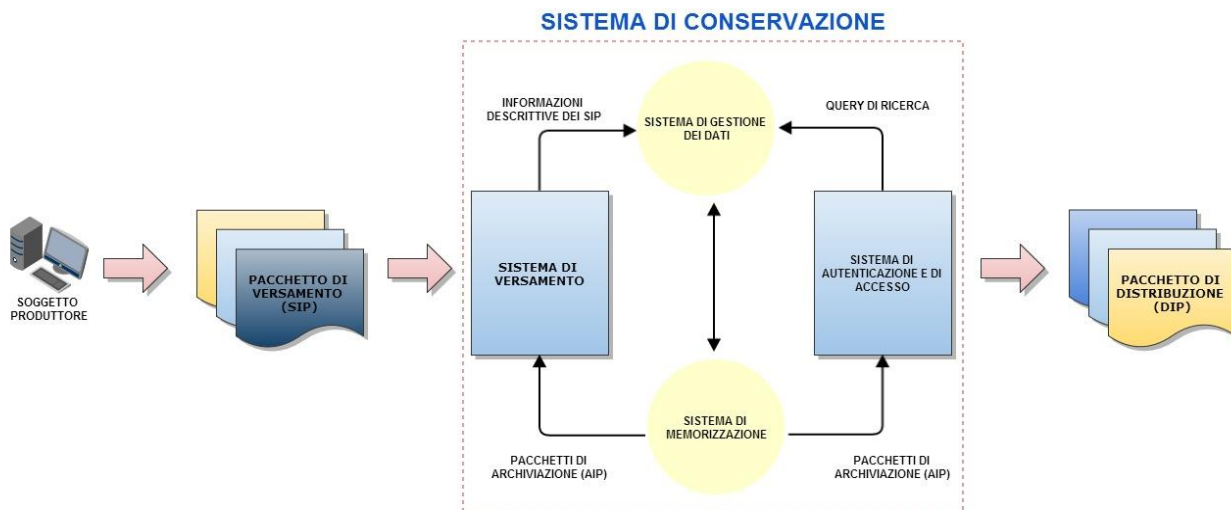 SISTEMA DI CONSERVAZIONE
SOGGETTO
PRODUTTORE
PACCHETTO DI
VERSAMENTO
(SIP)
INFORMAZIONI
DESCRITTIVE DEI SIP
SISTEMA DI GESTIONE
DEI DATI
QUERY DI RICERCA
SISTEMA DI
VERSAMENTO
SISTEMA DI
AUTENTICAZIONE E DI
ACCESSO
SISTEMA DI
MEMORIZZAZIONE
PACCHETTI DI
ARCHIVIAZIONE (AIP)
PACCHETTI DI
ARCHIVIAZIONE (AIP)
PACCHETTO DI
DISTRIBUZIONE
(DIP)